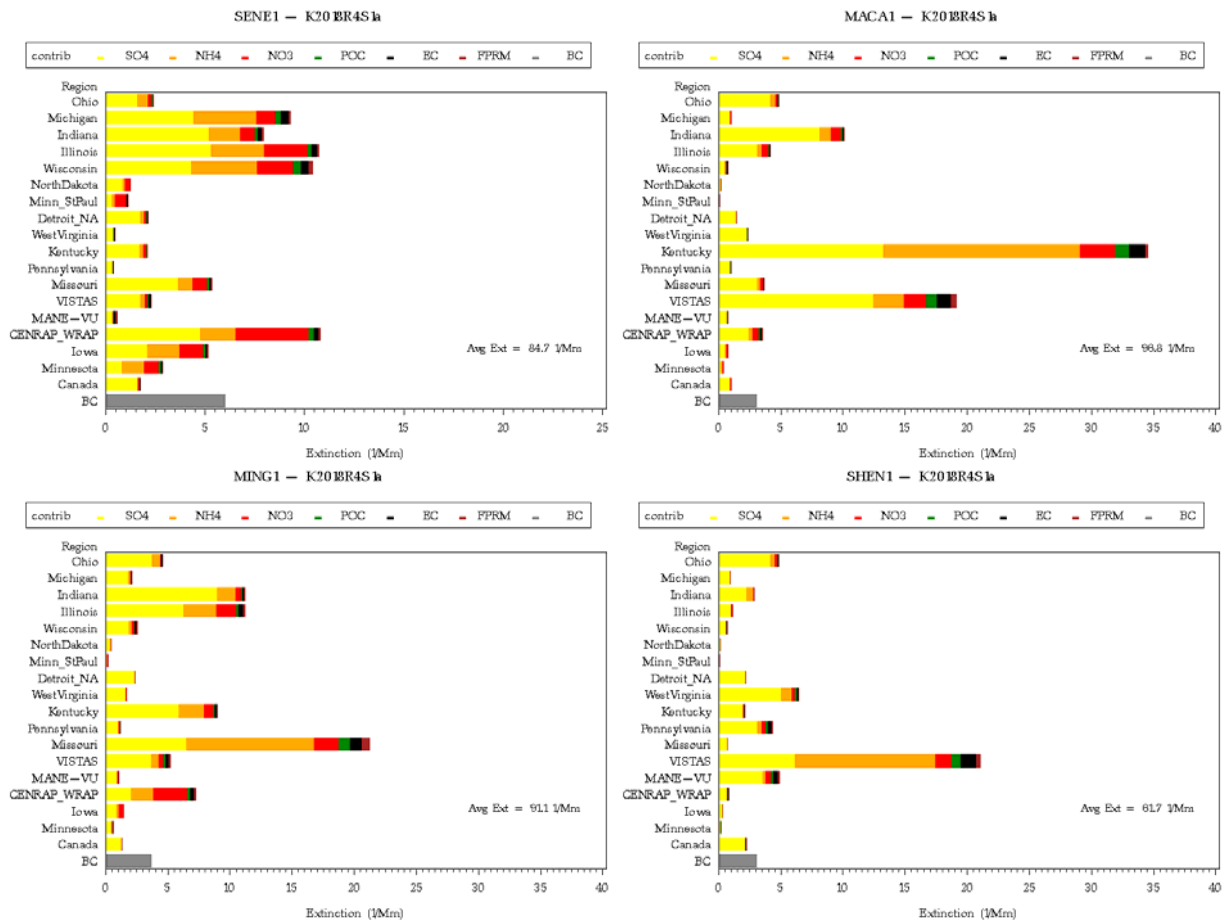 SENE1 — K2018R4S1a
contrib SO4 NH4 NO3 POC EC FPRM BC
Region
Ohio
Michigan
Indiana
Illinois
Wisconsin
NorthDakota
Minn_StPaul
Detroit_NA
WestVirginia
Kentucky
Pennsylvania
Missouri
VISTAS
MANE—VU
CENRAP_WRAP
Iowa
Minnesota
Canada
BC
Avg Ext = 84.7 1/Mm
0 5 10 15 20 25
Extinction (1/Mm)
MACA1 — K2018R4S1a
contrib SO4 NH4 NO3 POC EC FPRM BC
Region
Ohio
Michigan
Indiana
Illinois
Wisconsin
NorthDakota
Minn_StPaul
Detroit_NA
WestVirginia
Kentucky
Pennsylvania
Missouri
VISTAS
MANE—VU
CENRAP_WRAP
Iowa
Minnesota
Canada
BC
Avg Ext = 96.8 1/Mm
0 5 10 15 20 25 30 35 40
Extinction (1/Mm)
MING1 — K2018R4S1a
contrib SO4 NH4 NO3 POC EC FPRM BC
Region
Ohio
Michigan
Indiana
Illinois
Wisconsin
NorthDakota
Minn_StPaul
Detroit_NA
WestVirginia
Kentucky
Pennsylvania
Missouri
VISTAS
MANE—VU
CENRAP_WRAP
Iowa
Minnesota
Canada
BC
Avg Ext = 91.1 1/Mm
0 5 10 15 20 25 30 35 40
Extinction (1/Mm)
SHEN1 — K2018R4S1a
contrib SO4 NH4 NO3 POC EC FPRM BC
Region
Ohio
Michigan
Indiana
Illinois
Wisconsin
NorthDakota
Minn_StPaul
Detroit_NA
WestVirginia
Kentucky
Pennsylvania
Missouri
VISTAS
MANE—VU
CENRAP_WRAP
Iowa
Minnesota
Canada
BC
Avg Ext = 61.7 1/Mm
0 5 10 15 20 25 30 35 40
Extinction (1/Mm)